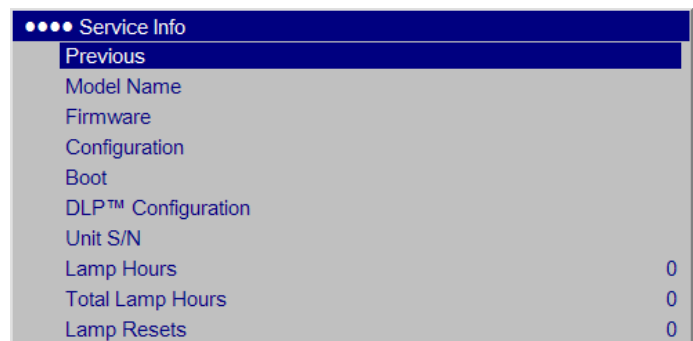 ●●●● Service Info
Previous
Model Name
Firmware
Configuration
Boot
DLP™ Configuration
Unit S/N
Lamp Hours 0
Total Lamp Hours 0
Lamp Resets 0